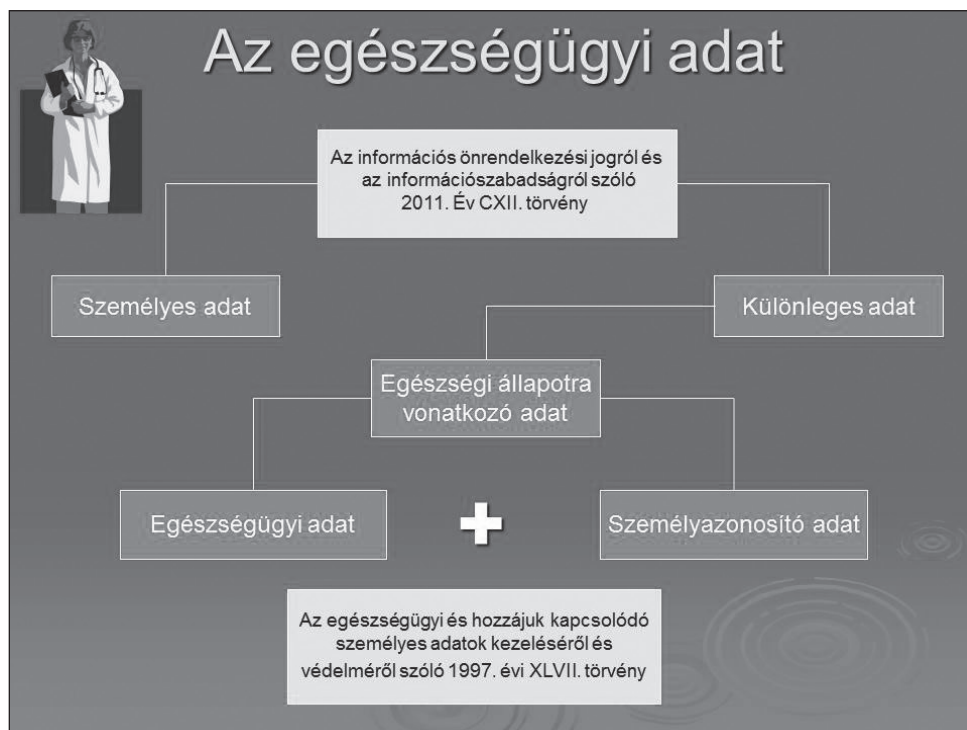 Az egészségügyi adat
Az információs önrendelkezési jogról és
az információszabadságról szóló
2011. Év CXII. törvény
Személyes adat
Különleges adat
Egészségi állapotra
vonatkozó adat
Egészségügyi adat
Személyazonosító adat
Az egészségügyi és hozzájuk kapcsolódó
személyes adatok kezeléséről és
védelméről szóló 1997. évi XLVII. törvény